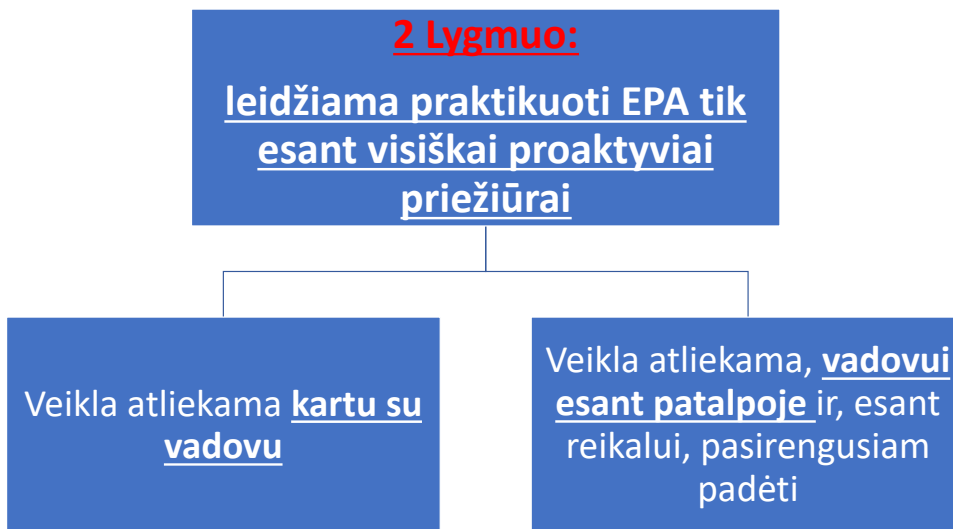 2 Lygmuo:
leidžiama praktikuoti EPA tik
esant visiškai proaktyviai
priežiūrai
Veikla atliekama kartu su
vadovu
Veikla atliekama, vadovui
esant patalpoje ir, esant
reikalui, pasirengusiam
padėti